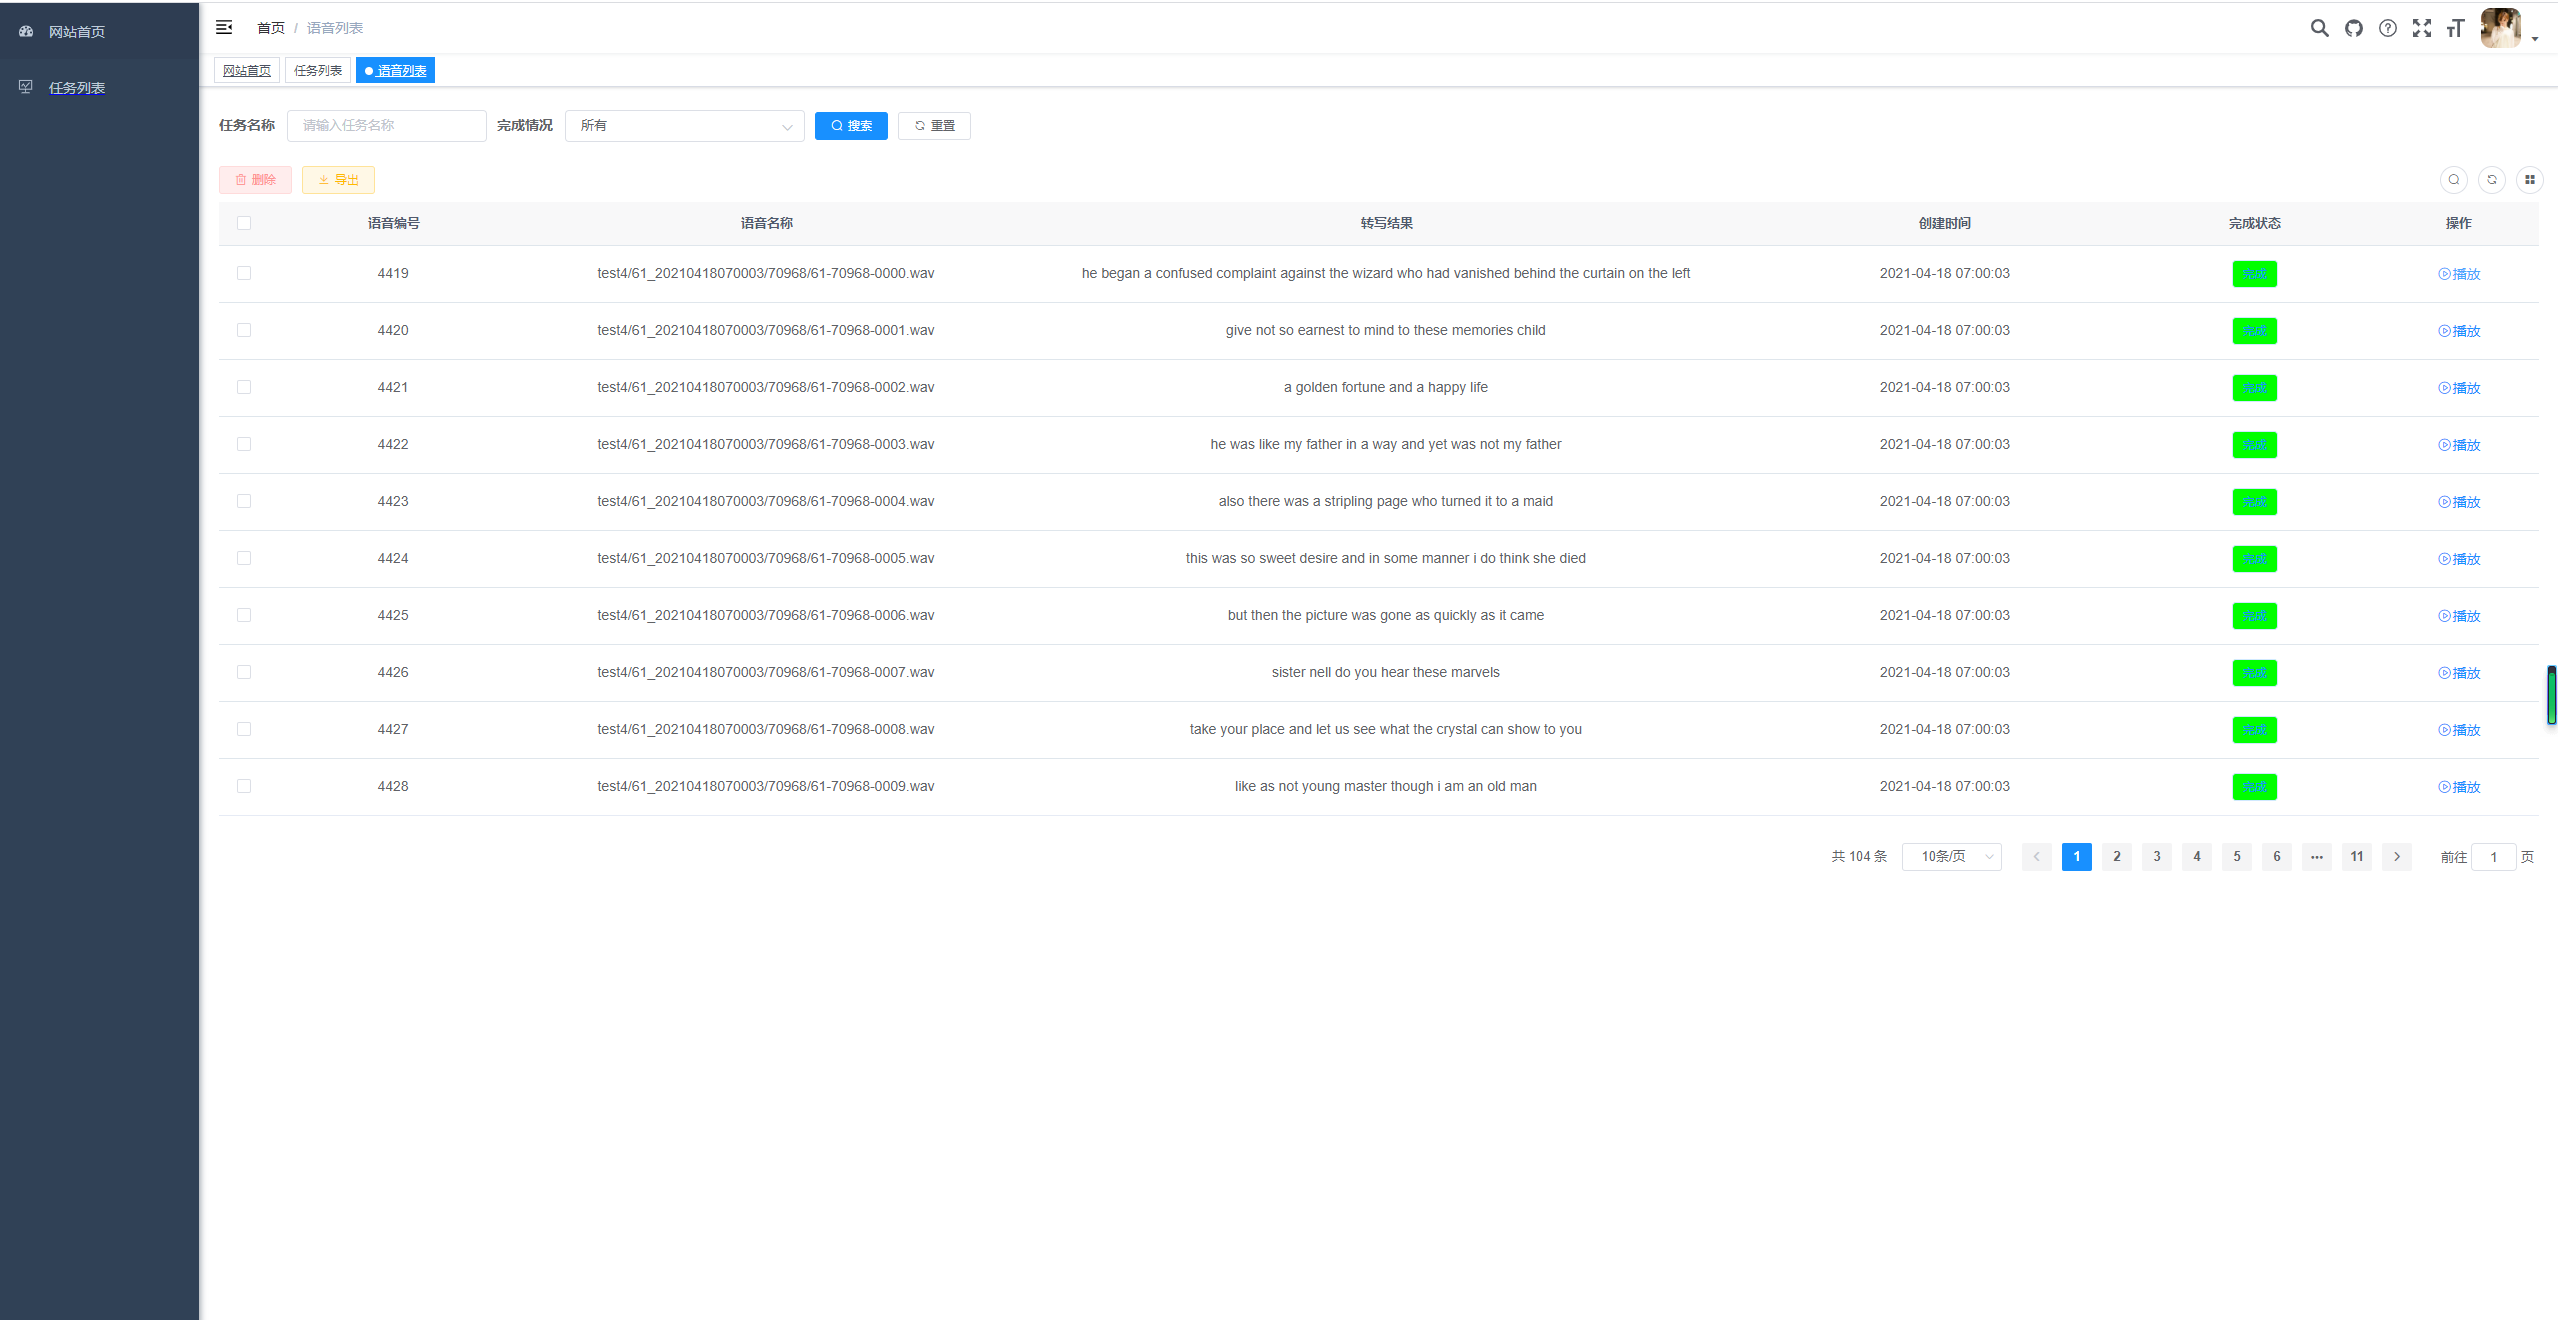 网站首页
任务列表
首页 / 语音列表
网站首页 任务列表 语音列表
任务名称 请输入任务名称 完成情况 所有 搜索 重置
删除 导出
语音编号 语音名称 转写结果 创建时间 完成状态 操作
4419 test4/61_20210418070003/70968/61-70968-0000.wav he began a confused complaint against the wizard who had vanished behind the curtain on the left 2021-04-18 07:00:03 完成 播放
4420 test4/61_20210418070003/70968/61-70968-0001.wav give not so earnest to mind to these memories child 2021-04-18 07:00:03 完成 播放
4421 test4/61_20210418070003/70968/61-70968-0002.wav a golden fortune and a happy life 2021-04-18 07:00:03 完成 播放
4422 test4/61_20210418070003/70968/61-70968-0003.wav he was like my father in a way and yet was not my father 2021-04-18 07:00:03 完成 播放
4423 test4/61_20210418070003/70968/61-70968-0004.wav also there was a stripling page who turned it to a maid 2021-04-18 07:00:03 完成 播放
4424 test4/61_20210418070003/70968/61-70968-0005.wav this was so sweet desire and in some manner i do think she died 2021-04-18 07:00:03 完成 播放
4425 test4/61_20210418070003/70968/61-70968-0006.wav but then the picture was gone as quickly as it came 2021-04-18 07:00:03 完成 播放
4426 test4/61_20210418070003/70968/61-70968-0007.wav sister nell do you hear these marvels 2021-04-18 07:00:03 完成 播放
4427 test4/61_20210418070003/70968/61-70968-0008.wav take your place and let us see what the crystal can show to you 2021-04-18 07:00:03 完成 播放
4428 test4/61_20210418070003/70968/61-70968-0009.wav like as not young master though i am an old man 2021-04-18 07:00:03 完成 播放
共 104 条 10条/页 1 2 3 4 5 6 ••• 11 前往 1 页